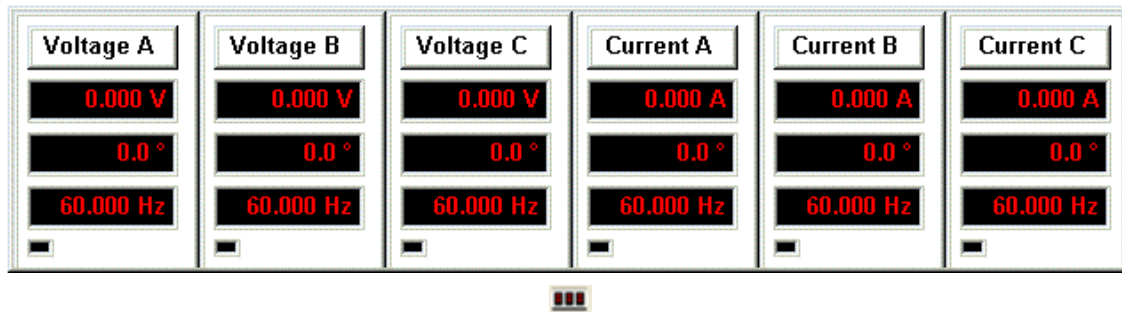 Voltage A Voltage B Voltage C Current A Current B Current C
0.000 V 0.000 V 0.000 V 0.000 A 0.000 A 0.000 A
0.0 ° 0.0 ° 0.0 ° 0.0 ° 0.0 ° 0.0 °
60.000 Hz 60.000 Hz 60.000 Hz 60.000 Hz 60.000 Hz 60.000 Hz